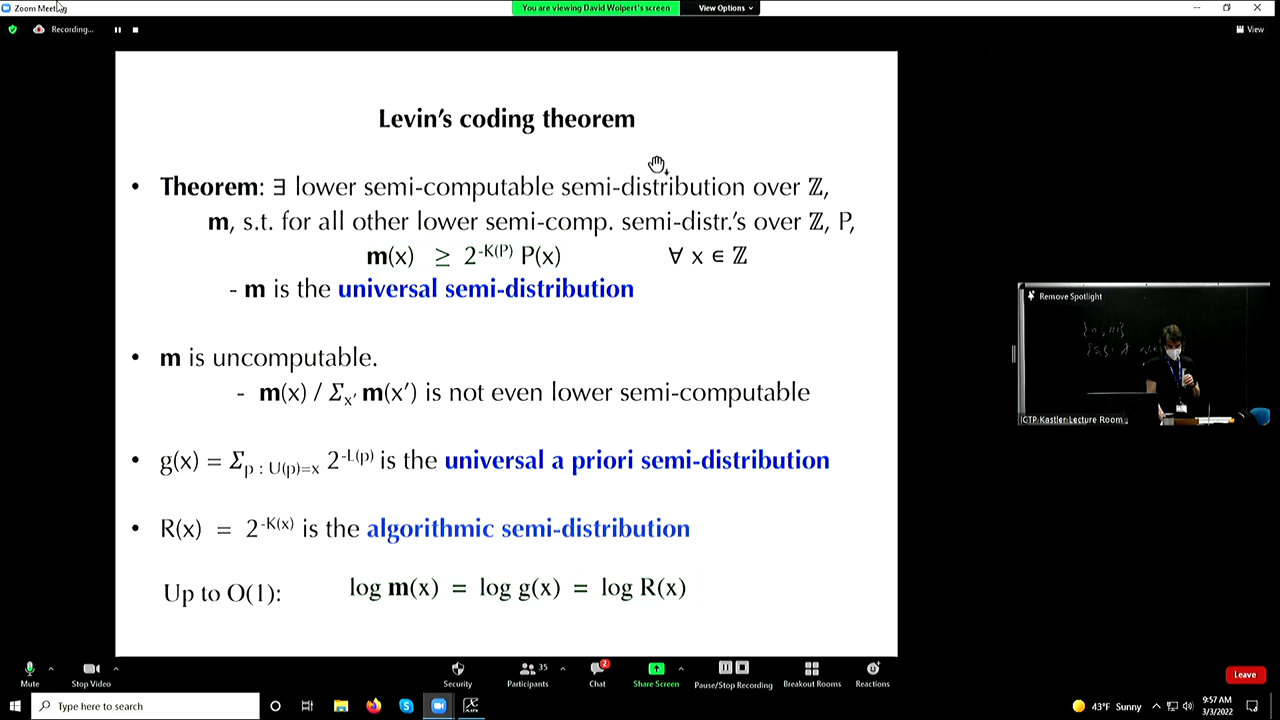 Zoom Meeting
You are viewing David Wolpert's screen
View Options
Recording...
View
Levin's coding theorem
• Theorem: ∃ lower semi-computable semi-distribution over ℤ,
m, s.t. for all other lower semi-comp. semi-distr.'s over ℤ, P,
m(x) ≥ 2^-K(P) P(x) ∀ x ∈ ℤ
- m is the universal semi-distribution
• m is uncomputable.
- m(x) / Σ_x′ m(x′) is not even lower semi-computable
• g(x) = Σ_p : U(p)=x 2^-L(p) is the universal a priori semi-distribution
• R(x) = 2^-K(x) is the algorithmic semi-distribution
Up to O(1): log m(x) = log g(x) = log R(x)
Remove Spotlight
ICTP Kastler Lecture Room
Mute
Stop Video
Security
35
Participants
2
Chat
Share Screen
Pause/Stop Recording
Breakout Rooms
Reactions
Leave
Type here to search
43°F Sunny
9:57 AM
3/3/2022